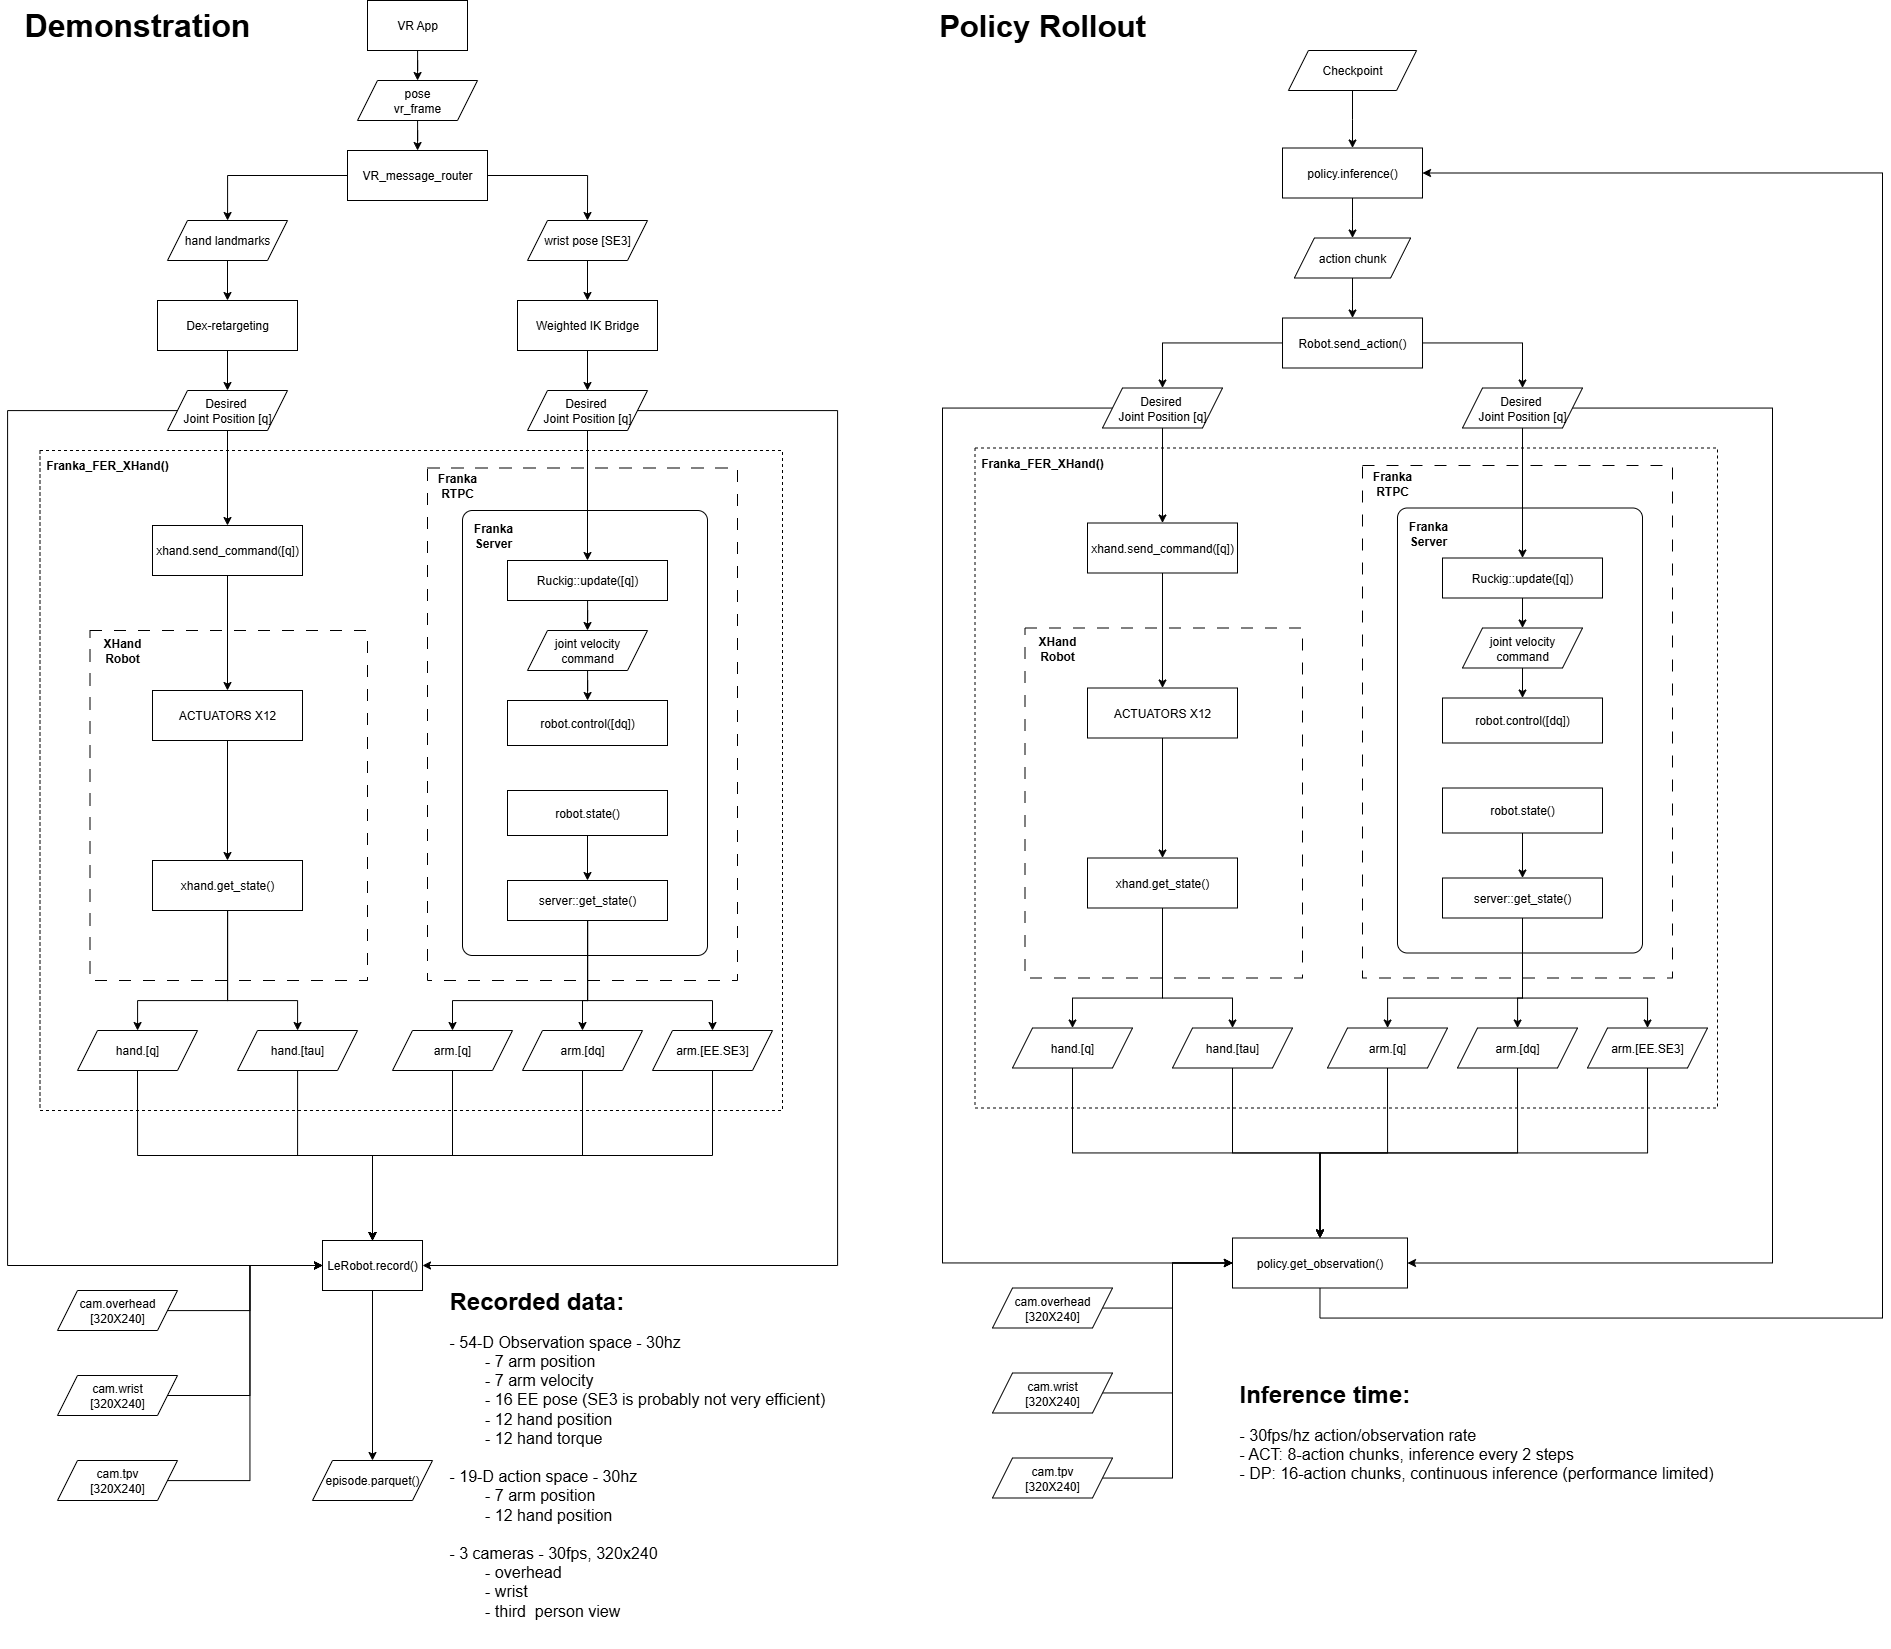 Demonstration
VR App
pose
vr_frame
VR_message_router
hand landmarks
wrist pose [SE3]
Dex-retargeting
Weighted IK Bridge
Desired
Joint Position [q]
Desired
Joint Position [q]
Franka_FER_XHand()
Franka
RTPC
Franka
Server
xhand.send_command([q])
Ruckig::update([q])
XHand
Robot
joint velocity
command
ACTUATORS X12
robot.control([dq])
robot.state()
xhand.get_state()
server::get_state()
hand.[q]
hand.[tau]
arm.[q]
arm.[dq]
arm.[EE.SE3]
LeRobot.record()
cam.overhead
[320X240]
cam.wrist
[320X240]
cam.tpv
[320X240]
episode.parquet()
Recorded data:
- 54-D Observation space - 30hz
- 7 arm position
- 7 arm velocity
- 16 EE pose (SE3 is probably not very efficient)
- 12 hand position
- 12 hand torque
- 19-D action space - 30hz
- 7 arm position
- 12 hand position
- 3 cameras - 30fps, 320x240
- overhead
- wrist
- third  person view
Policy Rollout
Checkpoint
policy.inference()
action chunk
Robot.send_action()
Desired
Joint Position [q]
Desired
Joint Position [q]
Franka_FER_XHand()
Franka
RTPC
Franka
Server
xhand.send_command([q])
Ruckig::update([q])
XHand
Robot
joint velocity
command
ACTUATORS X12
robot.control([dq])
robot.state()
xhand.get_state()
server::get_state()
hand.[q]
hand.[tau]
arm.[q]
arm.[dq]
arm.[EE.SE3]
policy.get_observation()
cam.overhead
[320X240]
cam.wrist
[320X240]
cam.tpv
[320X240]
Inference time:
- 30fps/hz action/observation rate
- ACT: 8-action chunks, inference every 2 steps
- DP: 16-action chunks, continuous inference (performance limited)